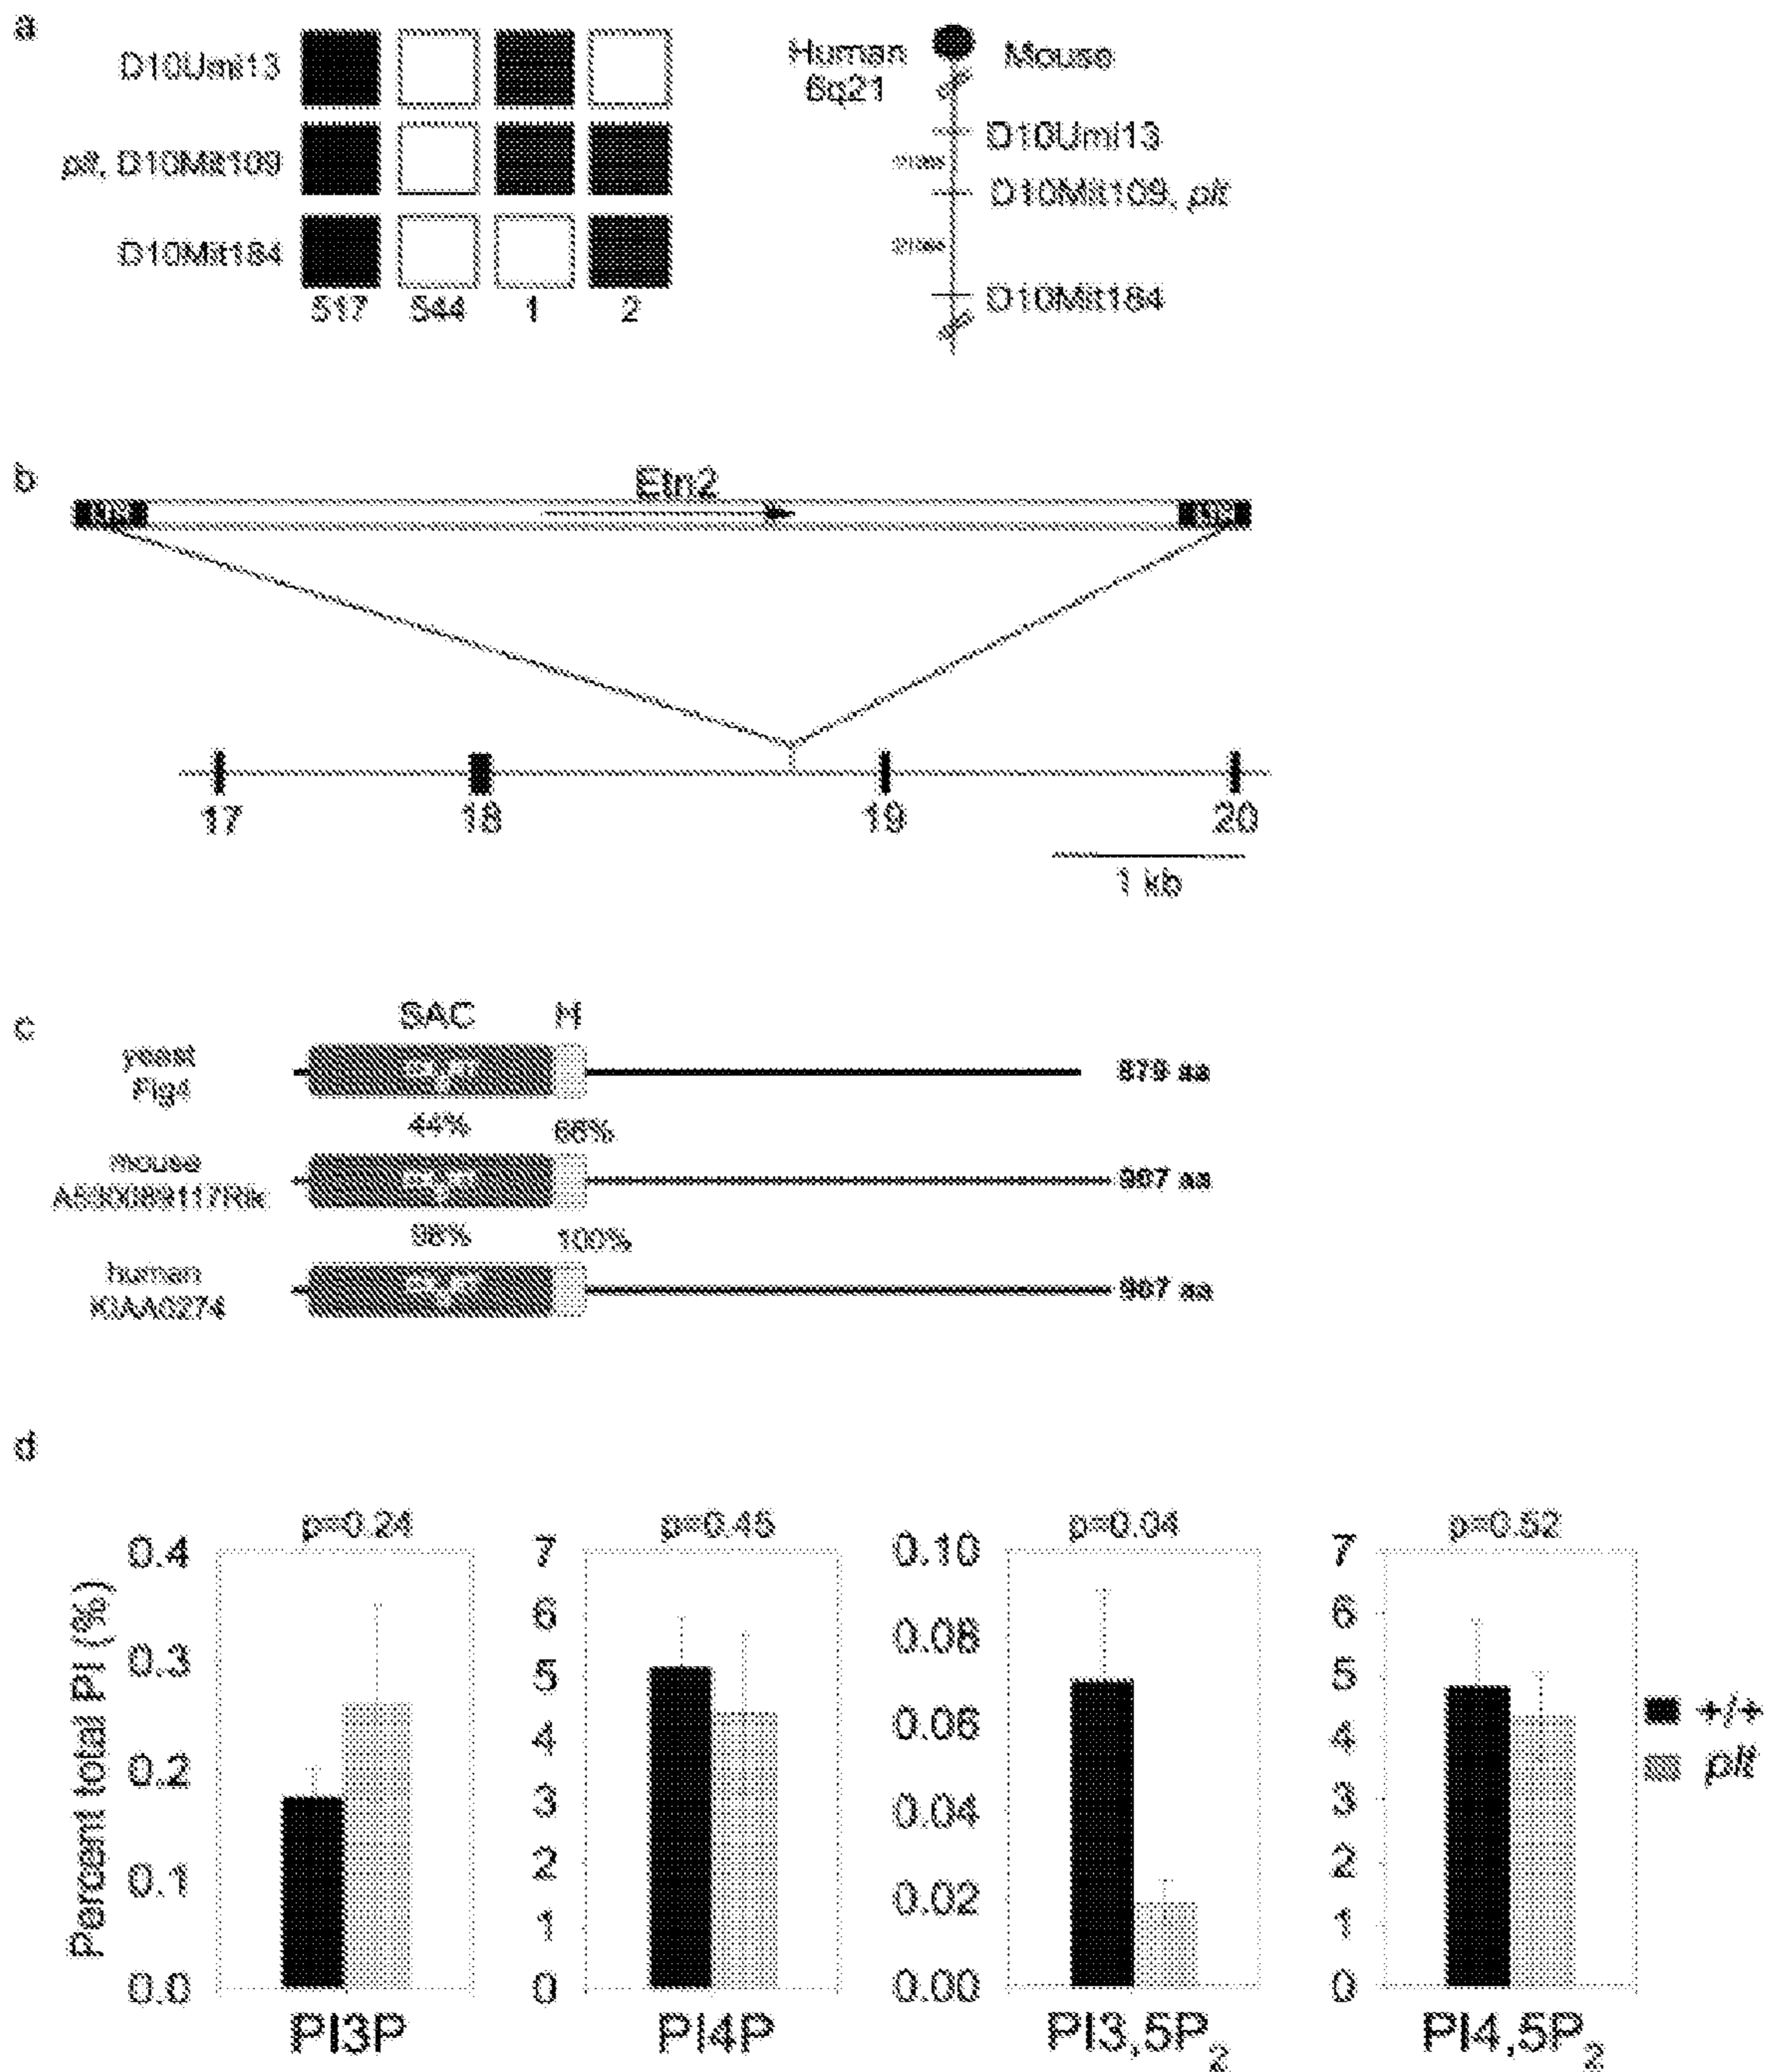 a
D10Umi13
plt, D10Mit109
D10Mit184
517 544 1 2
Human
6q21
Mouse
D10Umi13
D10Mit109, plt
D10Mit184
b
Etn2
17 18 19 20
1 kb
c
SAC H
yeast
Fig4
879 aa
44%
mouse
907 aa
98% 100%
human
KIAA0274
907 aa
d
p=0.24 p=0.45 p=0.04 p=0.52
Percent total PI (%)
0.4 0.3 0.2 0.1 0.0
7 6 5 4 3 2 1 0
0.10 0.08 0.06 0.04 0.02 0.00
7 6 5 4 3 2 1 0
+/+
plt
PI3P PI4P PI3,5P2 PI4,5P2